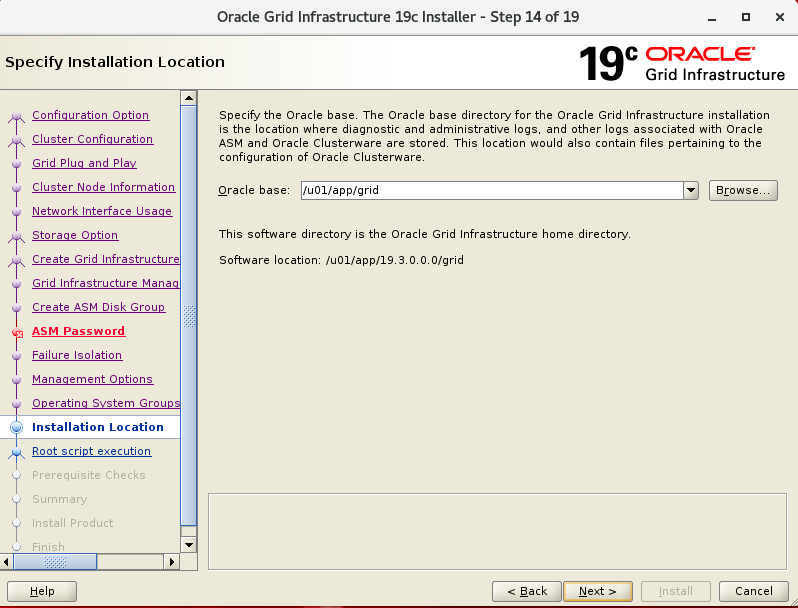 Oracle Grid Infrastructure 19c Installer - Step 14 of 19
Specify Installation Location
19c ORACLE
Grid Infrastructure
Configuration Option
Cluster Configuration
Grid Plug and Play
Cluster Node Information
Network Interface Usage
Storage Option
Create Grid Infrastructure
Grid Infrastructure Manag
Create ASM Disk Group
ASM Password
Failure Isolation
Management Options
Operating System Groups
Installation Location
Root script execution
Prerequisite Checks
Summary
Install Product
Finish
Specify the Oracle base. The Oracle base directory for the Oracle Grid Infrastructure installation
is the location where diagnostic and administrative logs, and other logs associated with Oracle
ASM and Oracle Clusterware are stored. This location would also contain files pertaining to the
configuration of Oracle Clusterware.
Oracle base: /u01/app/grid Browse...
This software directory is the Oracle Grid Infrastructure home directory.
Software location: /u01/app/19.3.0.0.0/grid
Help < Back Next > Install Cancel